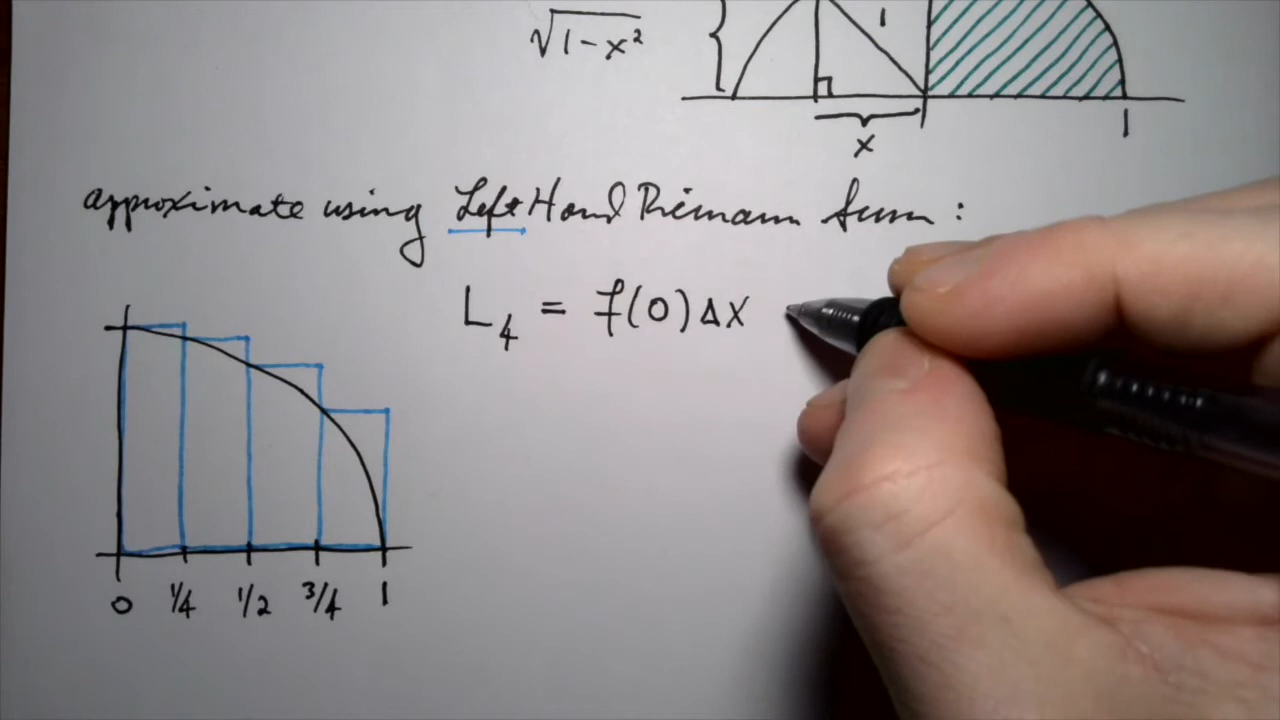 √1-x² 1
x 1
approximate using Left Hand Riemann Sum :
L₄ = f(0)Δx
0 1/4 1/2 3/4 1